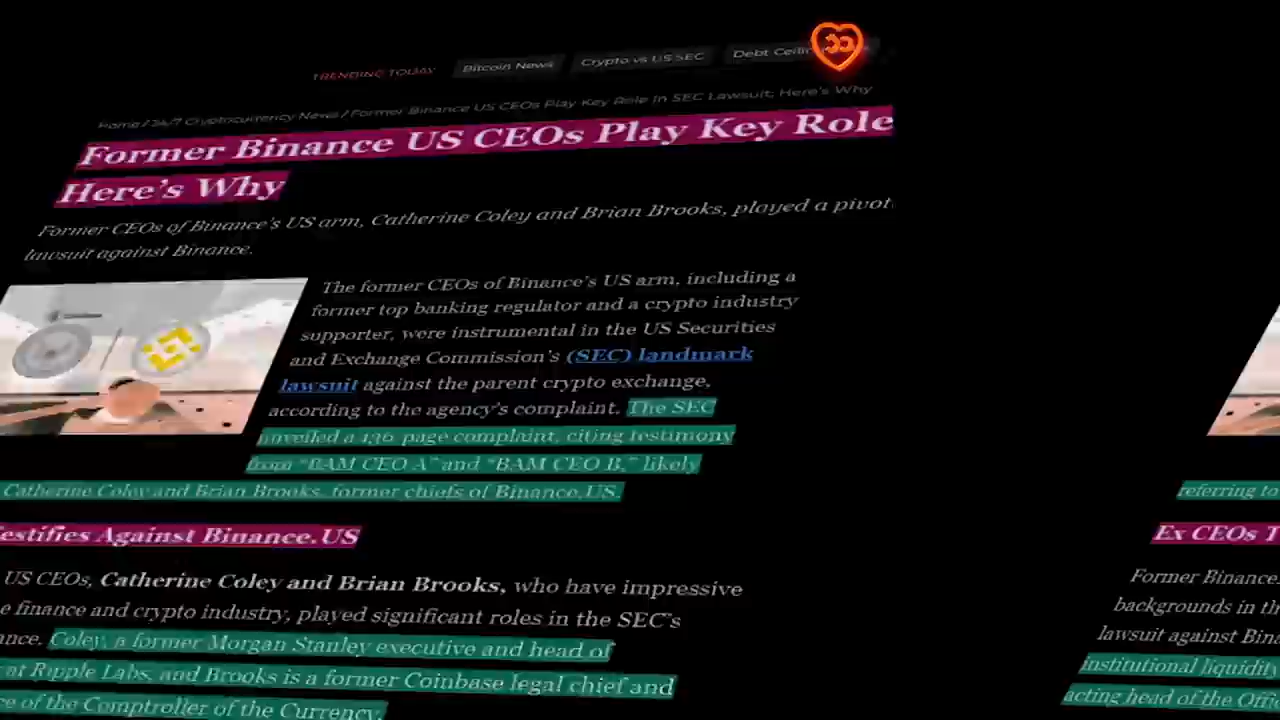 TRENDING TODAY Bitcoin News Crypto vs US SEC Debt
Home / 24/7 Cryptocurrency News / Former Binance US CEOs Play Key Role In SEC Lawsuit; Here's Why
Former Binance US CEOs Play Key Role
Here's Why
Former CEOs of Binance's US arm, Catherine Coley and Brian Brooks, played a
lawsuit against Binance.
The former CEOs of Binance's US arm, including a
former top banking regulator and a crypto industry
supporter, were instrumental in the US Securities
and Exchange Commission's (SEC) landmark
lawsuit against the parent crypto exchange,
according to the agency's complaint. The SEC
unveiled a 136 page complaint, citing testimony
from "BAM CEO A" and "BAM CEO B," likely
Catherine Coley and Brian Brooks, former chiefs of Binance.US.
Testifies Against Binance.US
US CEOs, Catherine Coley and Brian Brooks, who have impressive
e finance and crypto industry, played significant roles in the SEC's
Coley, a former Morgan Stanley executive and head of
at Ripple Labs, and Brooks is a former Coinbase legal chief and
of the Comptroller of the Currency.
referring to
Ex CEOs T
Former Binance
backgrounds in th
lawsuit against Bin
institutional liquidity
acting head of the Offic